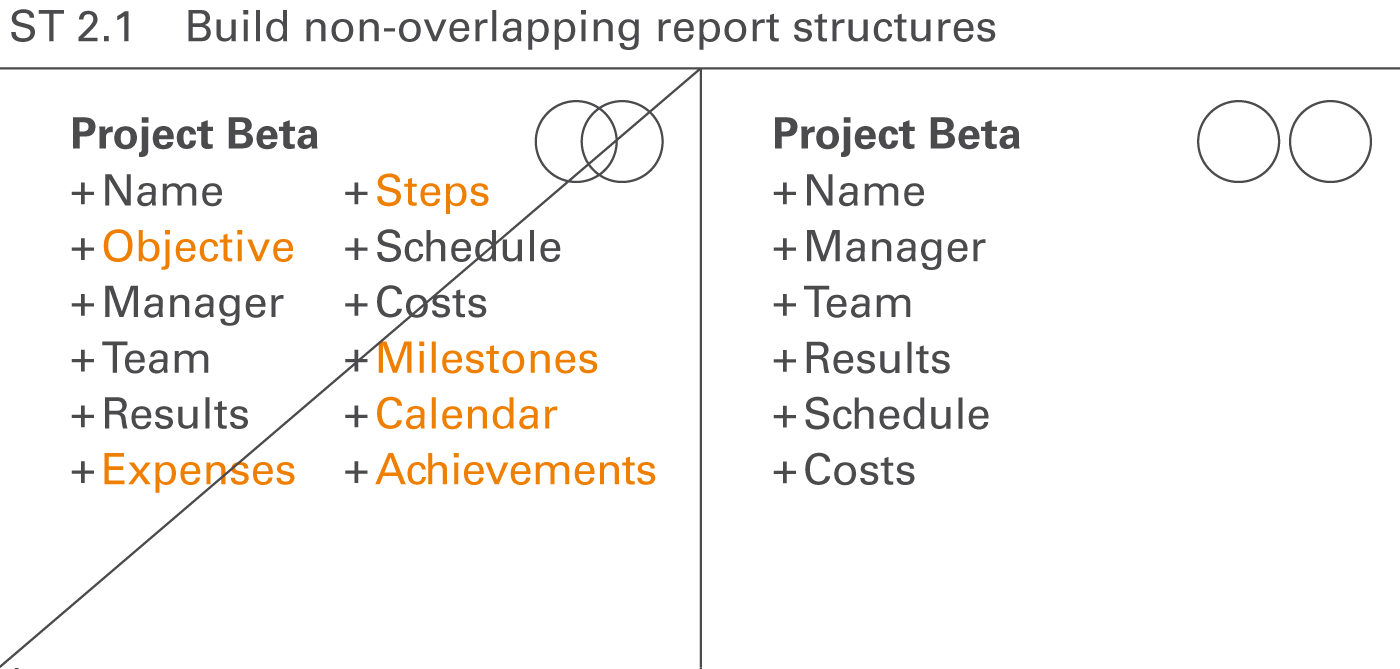 ST 2.1 Build non-overlapping report structures
Project Beta
+ Name
+ Objective
+ Manager
+ Team
+ Results
+ Expenses
+ Steps
+ Schedule
+ Costs
+ Milestones
+ Calendar
+ Achievements
Project Beta
+ Name
+ Manager
+ Team
+ Results
+ Schedule
+ Costs